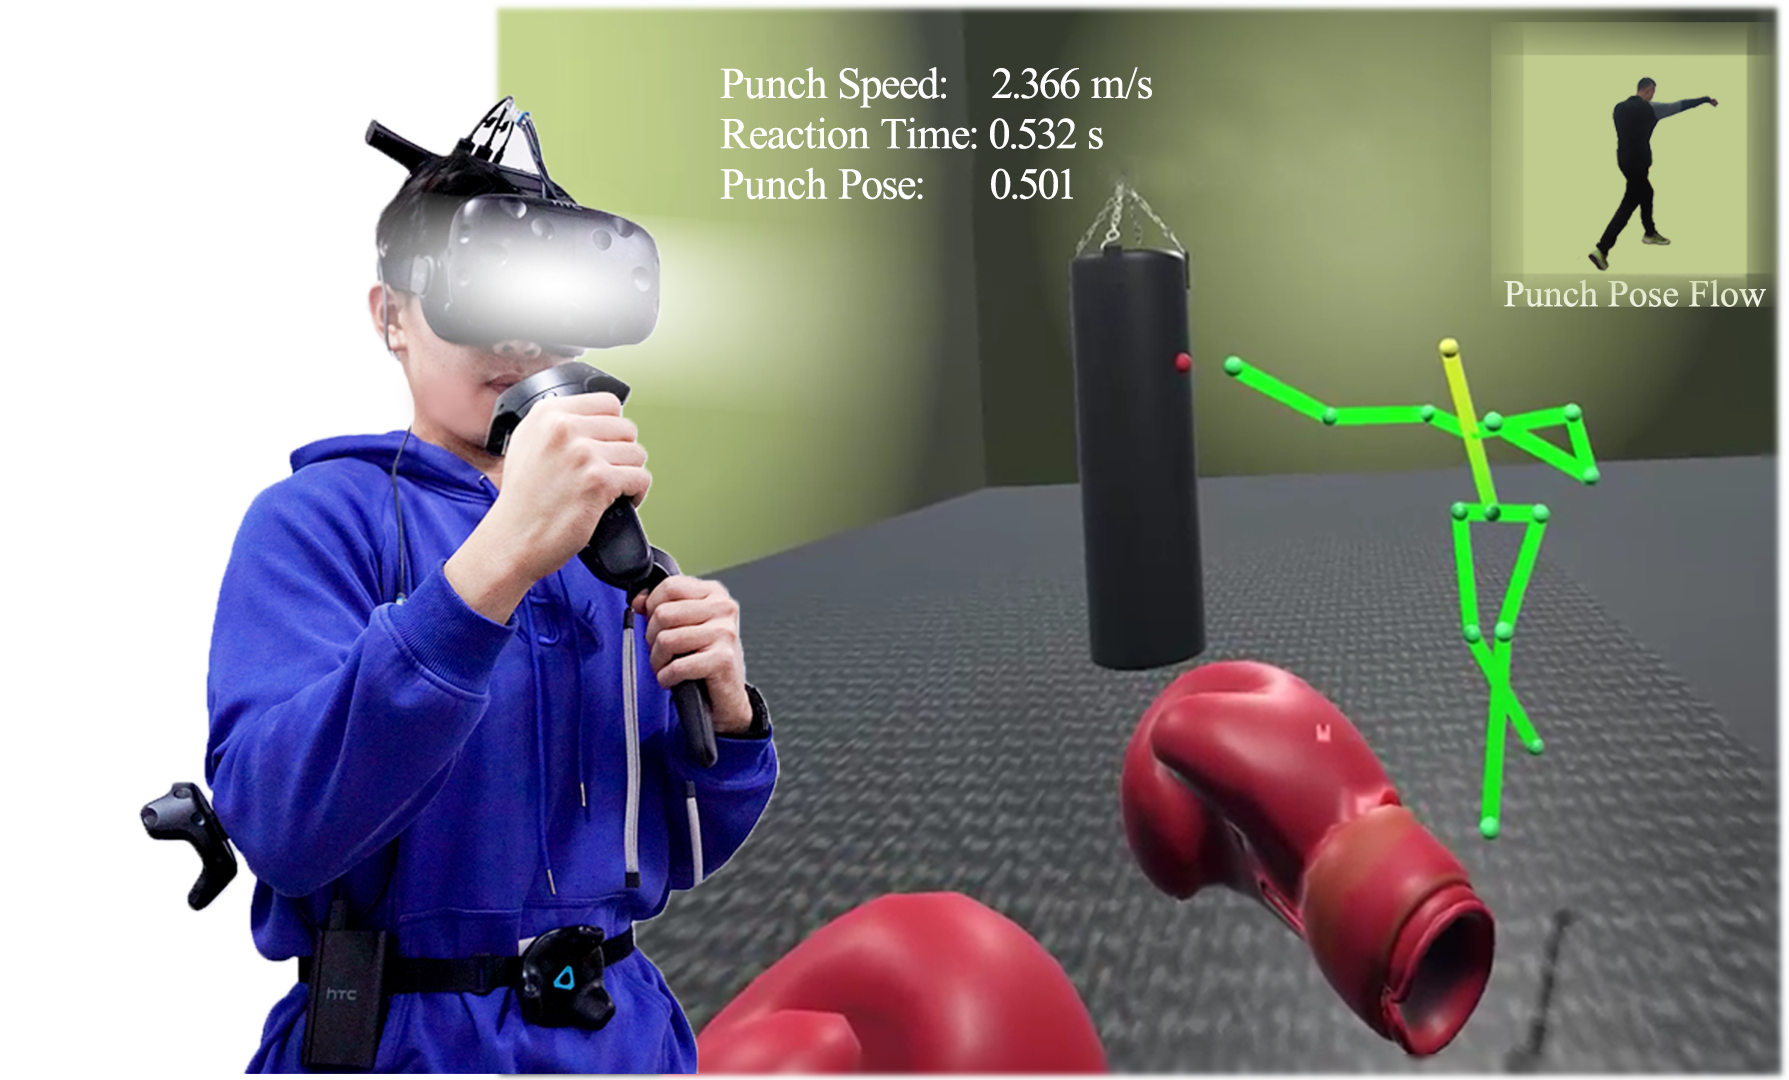 Punch Speed: 2.366 m/s
Reaction Time: 0.532 s
Punch Pose: 0.501
Punch Pose Flow
hTC